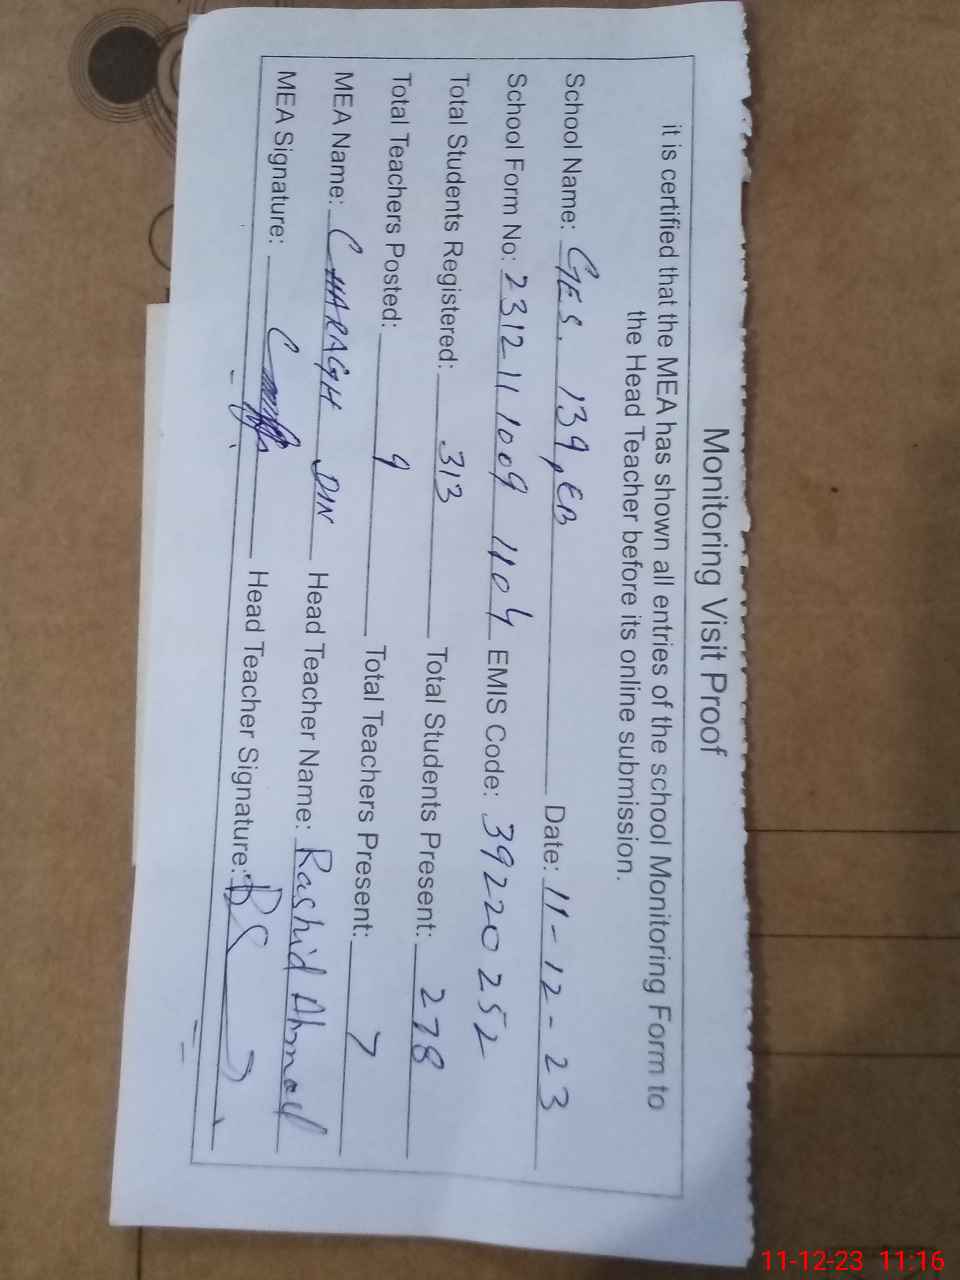 Monitoring Visit Proof
it is certified that the MEA has shown all entries of the school Monitoring Form to
the Head Teacher before its online submission.
School Name: GES. 139, EB Date: 11-12-23
School Form No: 2312111009 1104 EMIS Code: 39220252
Total Students Registered: 313 Total Students Present: 278
Total Teachers Posted: 9 Total Teachers Present: 7
MEA Name: CHARAGH DIN Head Teacher Name: Rashid Ahmad
MEA Signature: Head Teacher Signature:
11-12-23 11:16